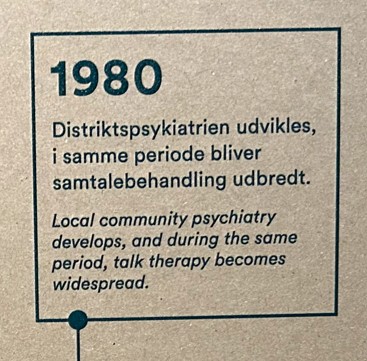 1980
Distriktspsykiatrien udvikles,
i samme periode bliver
samtalebehandling udbredt.
Local community psychiatry
develops, and during the same
period, talk therapy becomes
widespread.